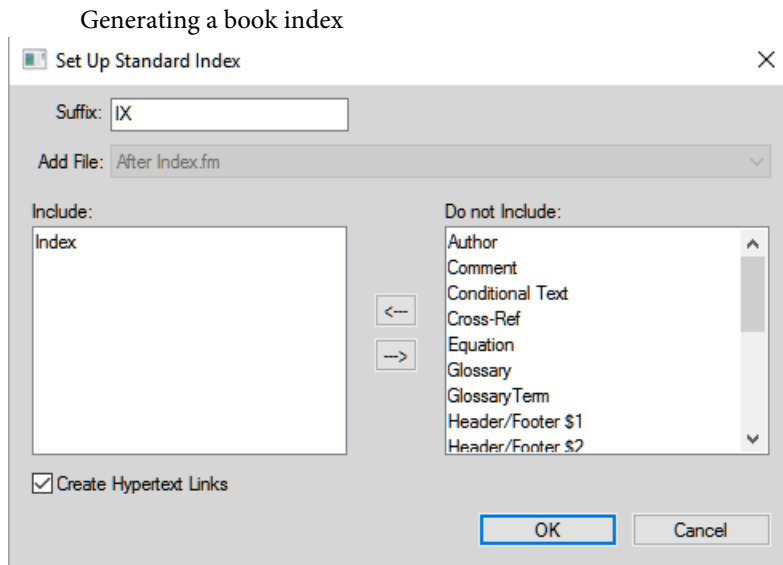 Generating a book index
Set Up Standard Index
Suffix: IX
Add File: After Index.fm
Include:
Index
Do not Include:
Author
Comment
Conditional Text
Cross-Ref
Equation
Glossary
GlossaryTerm
Header/Footer $1
Header/Footer $2
<---
--->
Create Hypertext Links
OK
Cancel